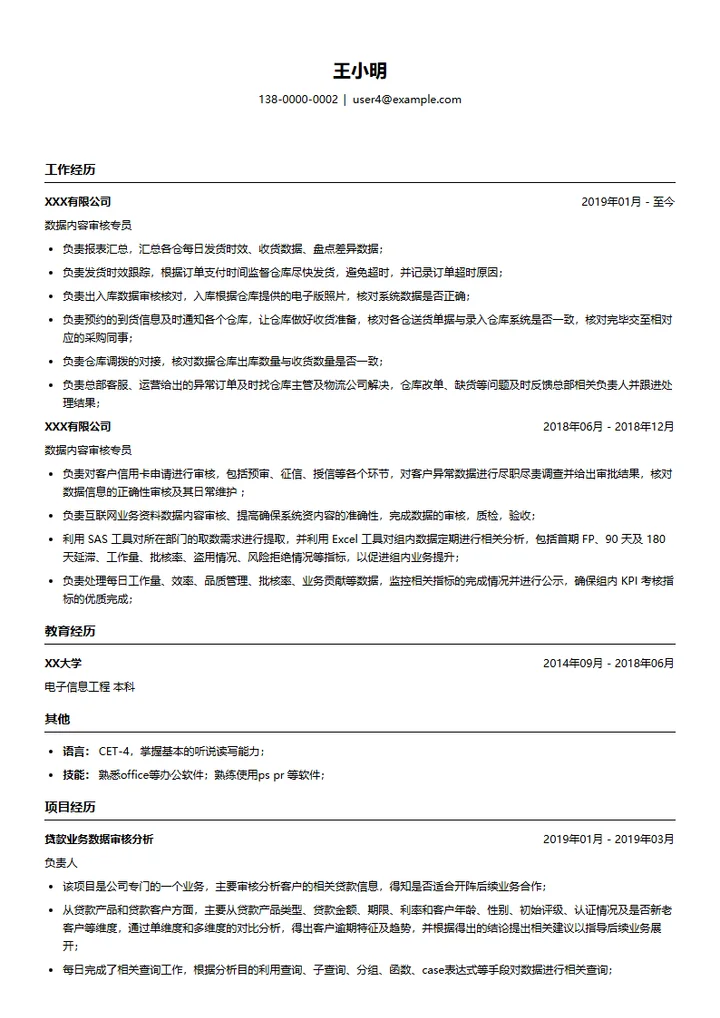 王小明
138-0000-0002 | user4@example.com
工作经历
XXX有限公司 2019年01月 - 至今
数据内容审核专员
• 负责报表汇总，汇总各仓每日发货时效、收货数据、盘点差异数据；
• 负责发货时效跟踪，根据订单支付时间监督仓库尽快发货，避免超时，并记录订单超时原因；
• 负责出入库数据审核核对，入库根据仓库提供的电子版照片，核对系统数据是否正确；
• 负责预约的到货信息及时通知各个仓库，让仓库做好收货准备，核对各仓送货单据与录入仓库系统是否一致，核对完毕交至相对
应的采购同事；
• 负责仓库调拨的对接，核对数据仓库出库数量与收货数量是否一致；
• 负责总部客服、运营给出的异常订单及时找仓库主管及物流公司解决，仓库改单、缺货等问题及时反馈总部相关负责人并跟进处
理结果；
XXX有限公司 2018年06月 - 2018年12月
数据内容审核专员
• 负责对客户信用卡申请进行审核，包括预审、征信、授信等各个环节，对客户异常数据进行尽职尽责调查并给出审批结果，核对
数据信息的正确性审核及其日常维护；
• 负责互联网业务资料数据内容审核、提高确保系统资内容的准确性，完成数据的审核，质检，验收；
• 利用 SAS 工具对所在部门的取数需求进行提取，并利用 Excel 工具对组内数据定期进行相关分析，包括首期 FP、90 天及 180
天延滞、工作量、批核率、盗用情况、风险拒绝情况等指标，以促进组内业务提升；
• 负责处理每日工作量、效率、品质管理、批核率、业务贡献等数据，监控相关指标的完成情况并进行公示，确保组内 KPI 考核指
标的优质完成；
教育经历
XX大学 2014年09月 - 2018年06月
电子信息工程 本科
其他
• 语言： CET-4，掌握基本的听说读写能力；
• 技能： 熟悉office等办公软件；熟练使用ps pr 等软件；
项目经历
贷款业务数据审核分析 2019年01月 - 2019年03月
负责人
• 该项目是公司专门的一个业务，主要审核分析客户的相关贷款信息，得知是否适合开阵后续业务合作；
• 从贷款产品和贷款客户方面，主要从贷款产品类型、贷款金额、期限、利率和客户年龄、性别、初始评级、认证情况及是否新老
客户等维度，通过单维度和多维度的对比分析，得出客户逾期特征及趋势，并根据得出的结论提出相关建议以指导后续业务展
开；
• 每日完成了相关查询工作，根据分析目的利用查询、子查询、分组、函数、case表达式等手段对数据进行相关查询；